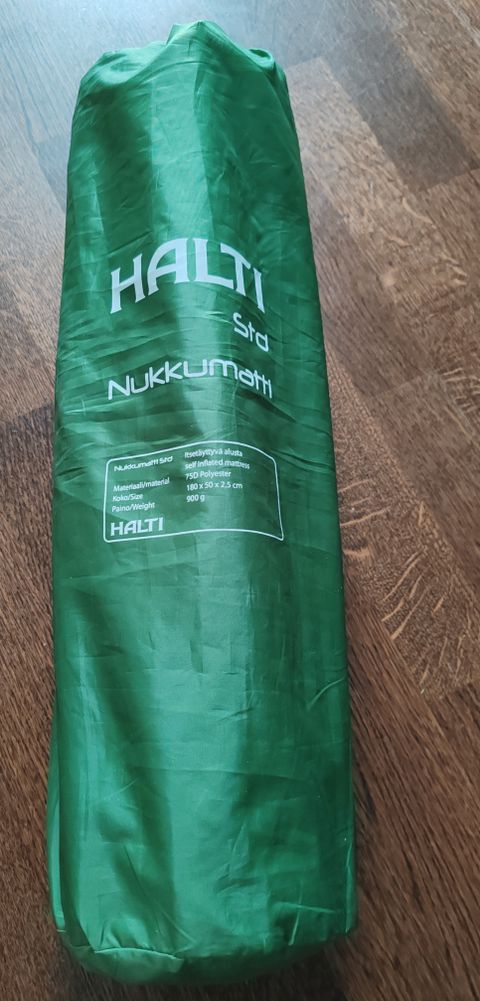 HALTI
Std
Nukkumatti
Nukkumatti Std Itsetäyttyvä alusta
self inflated mattress
Materiaali/material 75D Polyester
Koko/Size 180 x 50 x 2,5 cm
Paino/Weight 900 g
HALTI